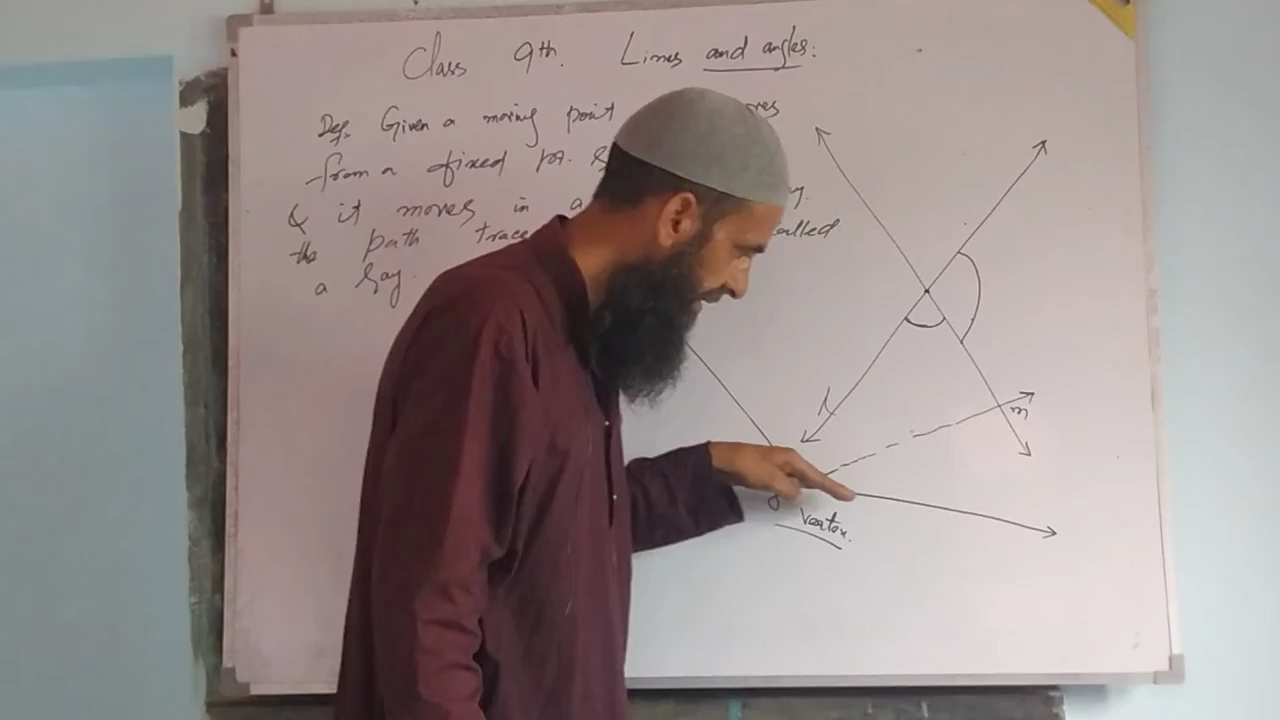 Class 9th. Lines and angles:
Def. Given a moving point
from a fixed pt.
& it moves in a
the path trace called
a Ray.
l
m
o
Vertex.